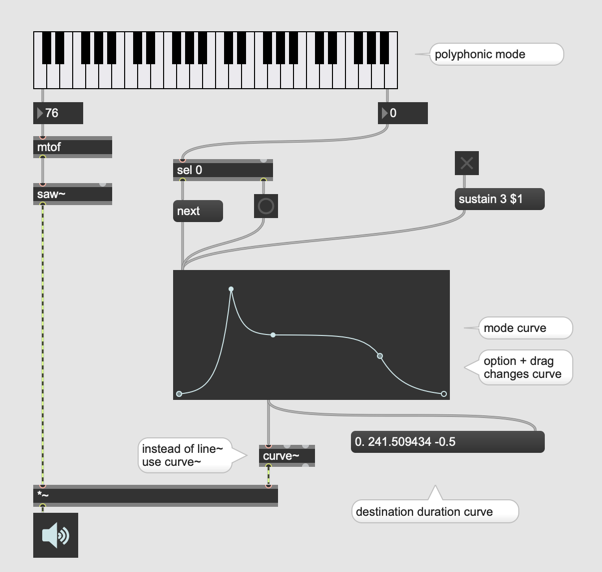 polyphonic mode
76
0
mtof
sel 0
saw~
next
sustain 3 $1
mode curve
option + drag
changes curve
0. 241.509434 -0.5
instead of line~
use curve~
curve~
*~
destination duration curve